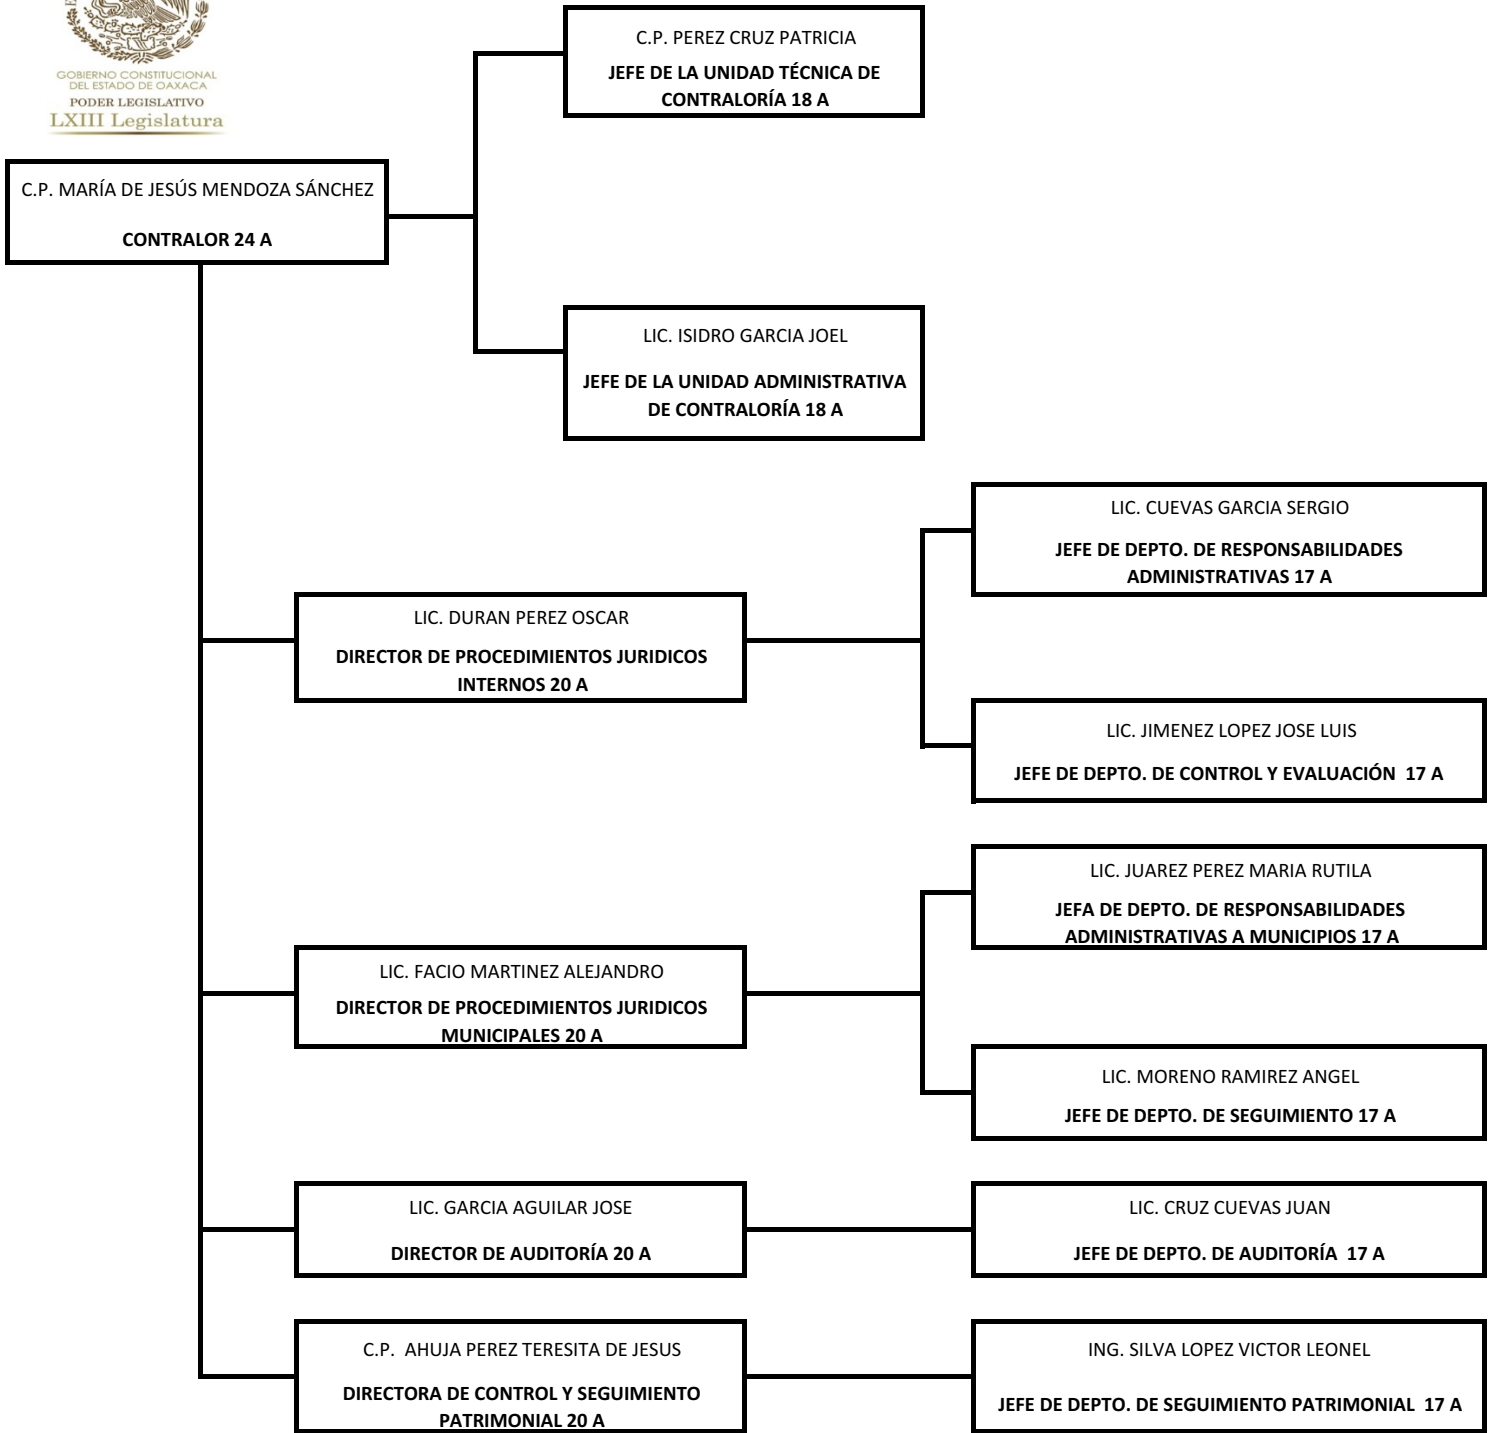 GOBIERNO CONSTITUCIONAL
DEL ESTADO DE OAXACA
PODER LEGISLATIVO
LXIII Legislatura
C.P. PEREZ CRUZ PATRICIA
JEFE DE LA UNIDAD TÉCNICA DE
CONTRALORÍA 18 A
C.P. MARÍA DE JESÚS MENDOZA SÁNCHEZ
CONTRALOR 24 A
LIC. ISIDRO GARCIA JOEL
JEFE DE LA UNIDAD ADMINISTRATIVA
DE CONTRALORÍA 18 A
LIC. CUEVAS GARCIA SERGIO
JEFE DE DEPTO. DE RESPONSABILIDADES
ADMINISTRATIVAS 17 A
LIC. DURAN PEREZ OSCAR
DIRECTOR DE PROCEDIMIENTOS JURIDICOS
INTERNOS 20 A
LIC. JIMENEZ LOPEZ JOSE LUIS
JEFE DE DEPTO. DE CONTROL Y EVALUACIÓN  17 A
LIC. JUAREZ PEREZ MARIA RUTILA
JEFA DE DEPTO. DE RESPONSABILIDADES
ADMINISTRATIVAS A MUNICIPIOS 17 A
LIC. FACIO MARTINEZ ALEJANDRO
DIRECTOR DE PROCEDIMIENTOS JURIDICOS
MUNICIPALES 20 A
LIC. MORENO RAMIREZ ANGEL
JEFE DE DEPTO. DE SEGUIMIENTO 17 A
LIC. GARCIA AGUILAR JOSE
DIRECTOR DE AUDITORÍA 20 A
LIC. CRUZ CUEVAS JUAN
JEFE DE DEPTO. DE AUDITORÍA  17 A
C.P.  AHUJA PEREZ TERESITA DE JESUS
DIRECTORA DE CONTROL Y SEGUIMIENTO
PATRIMONIAL 20 A
ING. SILVA LOPEZ VICTOR LEONEL
JEFE DE DEPTO. DE SEGUIMIENTO PATRIMONIAL  17 A